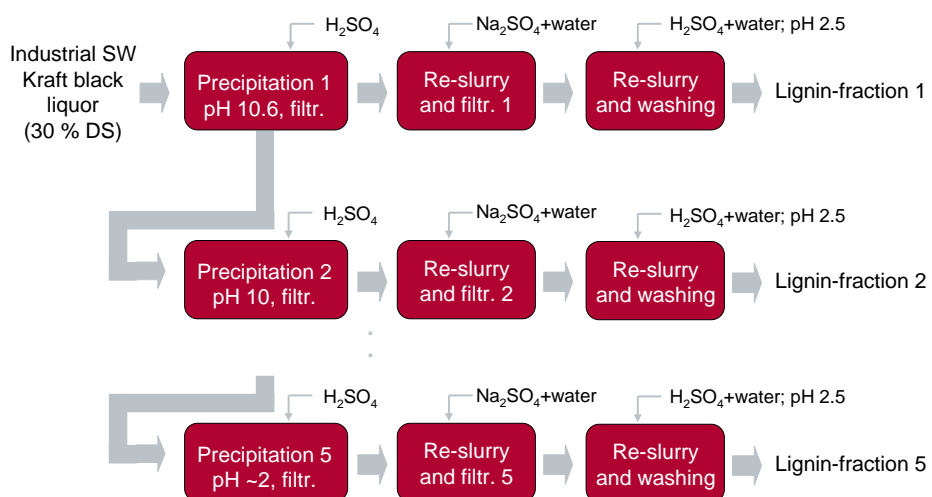 H₂SO₄
Na₂SO₄+water
H₂SO₄+water; pH 2.5
Industrial SW
Kraft black
liquor
(30 % DS)
Precipitation 1
pH 10.6, filtr.
Re-slurry
and filtr. 1
Re-slurry
and washing
Lignin-fraction 1
H₂SO₄
Na₂SO₄+water
H₂SO₄+water; pH 2.5
Precipitation 2
pH 10, filtr.
Re-slurry
and filtr. 2
Re-slurry
and washing
Lignin-fraction 2
H₂SO₄
Na₂SO₄+water
H₂SO₄+water; pH 2.5
Precipitation 5
pH ~2, filtr.
Re-slurry
and filtr. 5
Re-slurry
and washing
Lignin-fraction 5